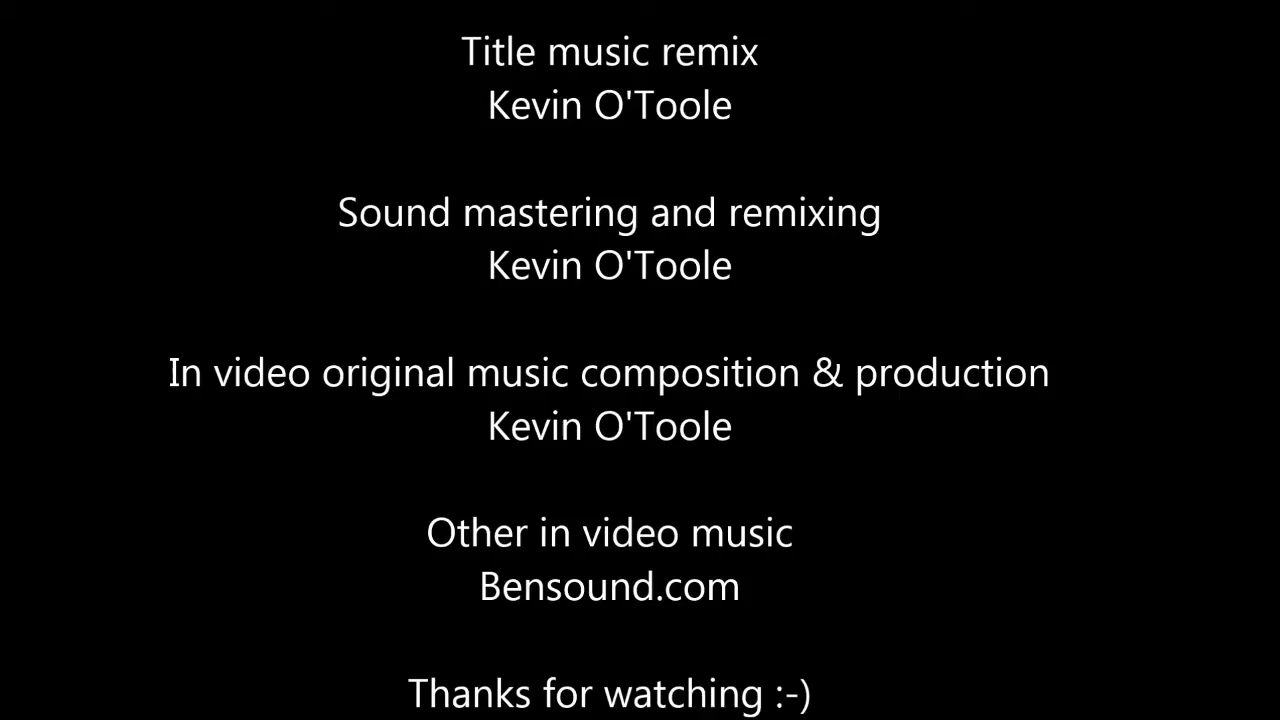 Title music remix
Kevin O'Toole
Sound mastering and remixing
Kevin O'Toole
In video original music composition & production
Kevin O'Toole
Other in video music
Bensound.com
Thanks for watching :-)